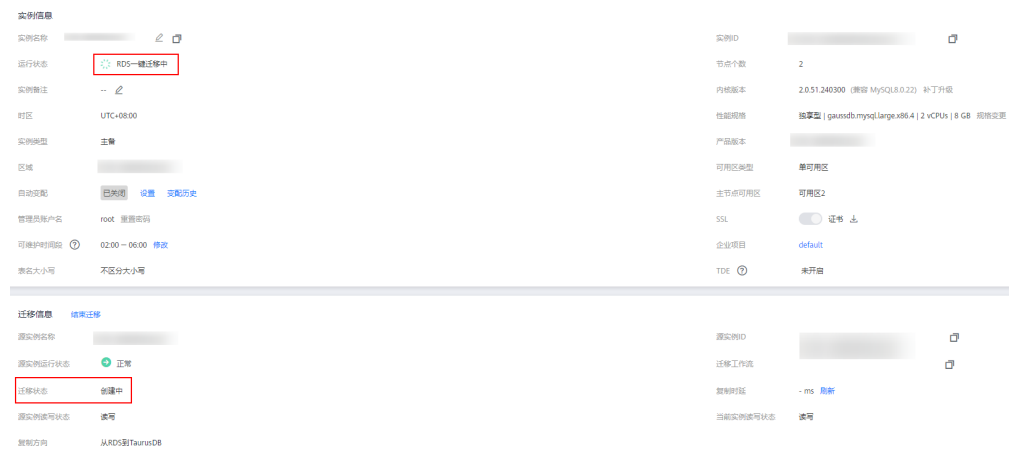 实例信息
实例名称 实例ID
运行状态 RDS一键迁移中 节点个数 2
实例备注 -- 内核版本 2.0.51.240300 (兼容 MySQL8.0.22) 补丁升级
时区 UTC+08:00 性能规格 独享型 | gaussdb.mysql.large.x86.4 | 2 vCPUs | 8 GB 规格变更
实例类型 主备 产品版本
区域 可用区类型 单可用区
自动变配 已关闭 设置 变配历史 主节点可用区 可用区2
管理员账户名 root 重置密码 SSL 证书
可维护时间段 ? 02:00 — 06:00 修改 企业项目 default
表名大小写 不区分大小写 TDE ? 未开启
迁移信息 结束迁移
源实例名称 源实例ID
源实例运行状态 正常 迁移工作流
迁移状态 创建中 复制时延 - ms 刷新
源实例读写状态 读写 当前实例读写状态 读写
复制方向 从RDS到TaurusDB